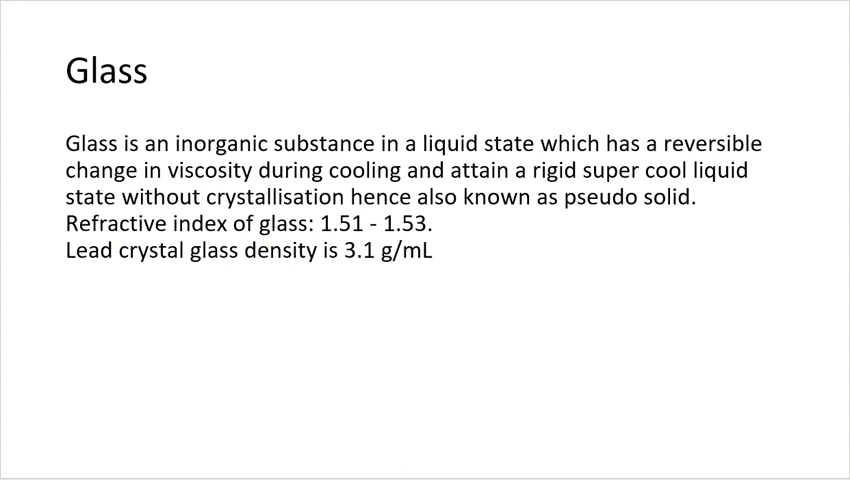 Glass
Glass is an inorganic substance in a liquid state which has a reversible
change in viscosity during cooling and attain a rigid super cool liquid
state without crystallisation hence also known as pseudo solid.
Refractive index of glass: 1.51 - 1.53.
Lead crystal glass density is 3.1 g/mL